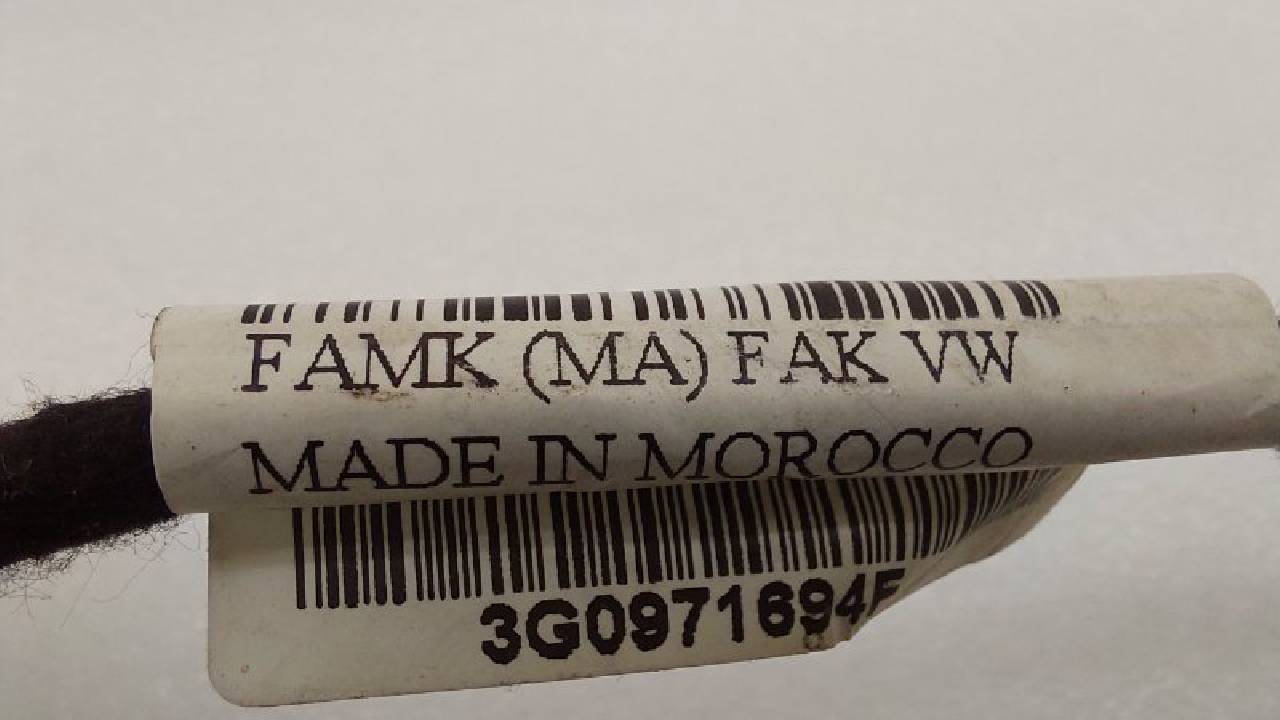 FAMK (MA) FAK VW
MADE IN MOROCCO
3G0971694F